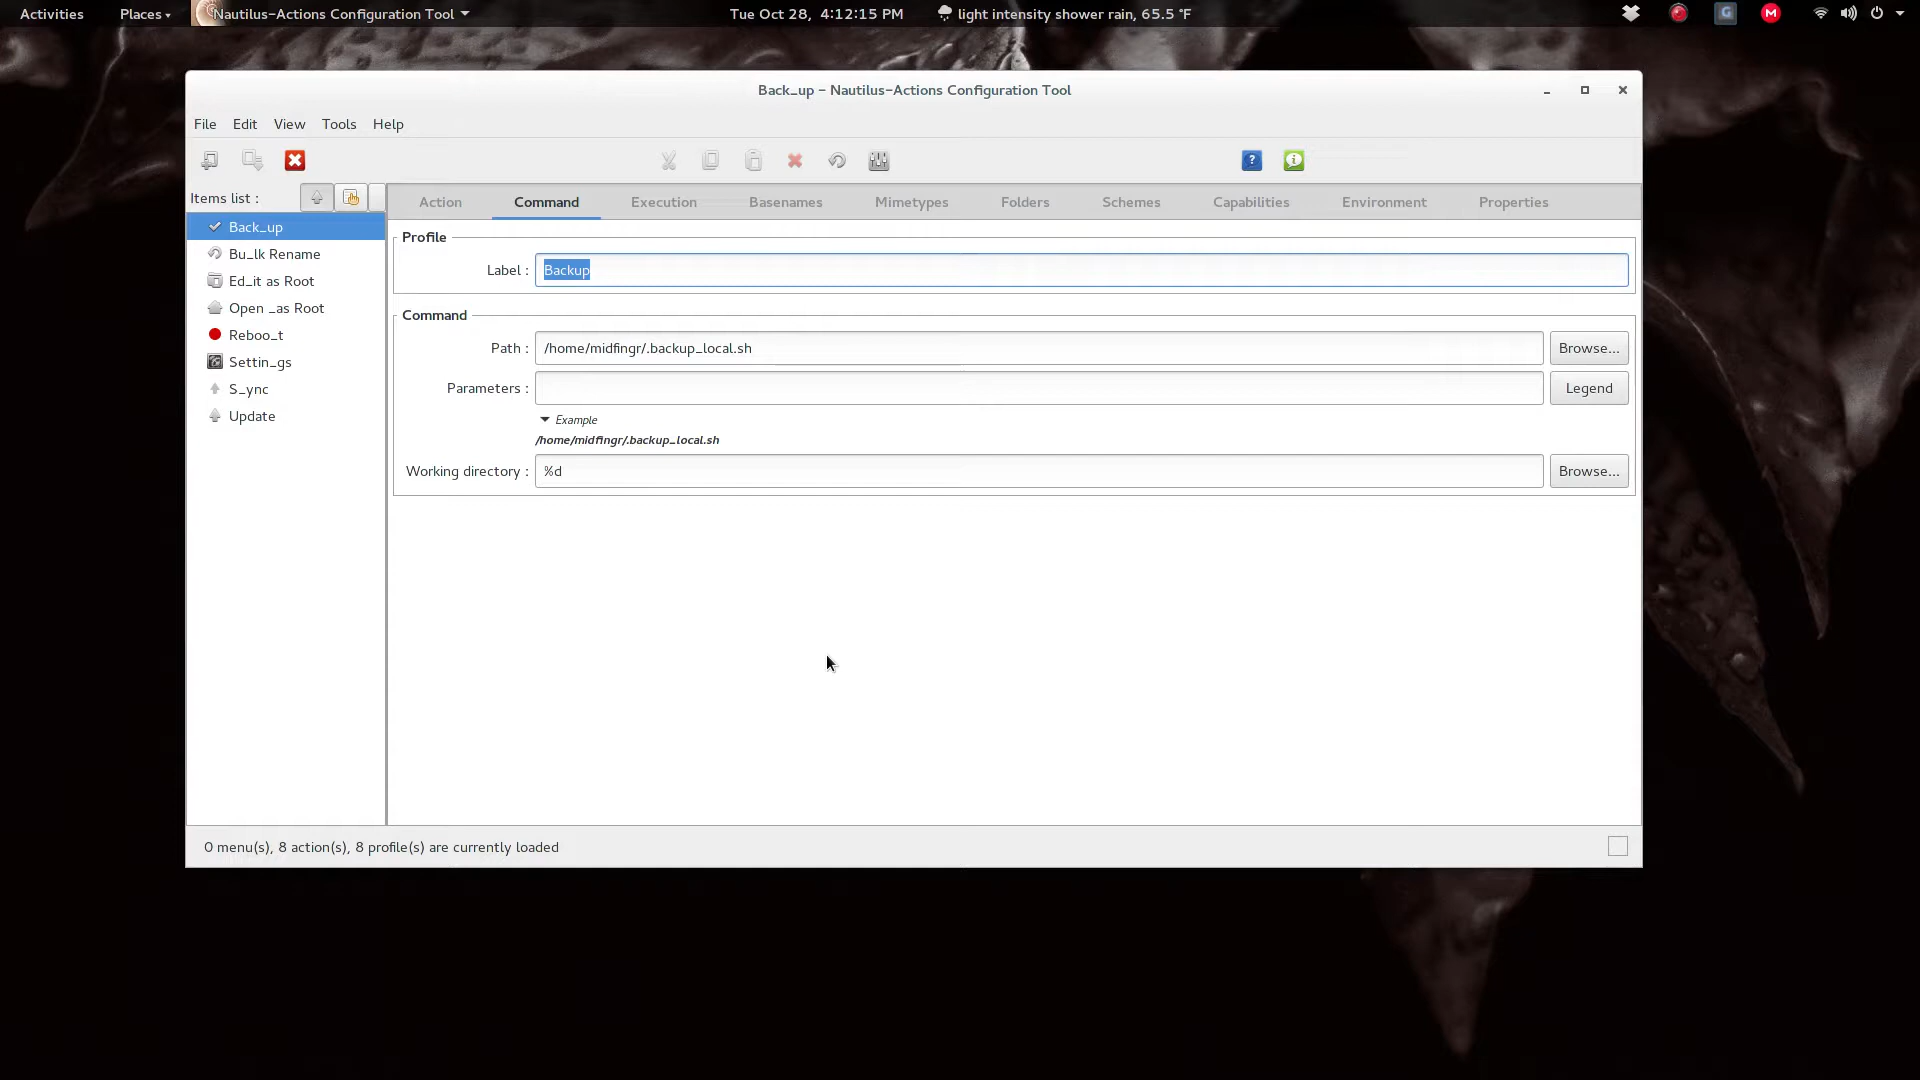 Activities Places Nautilus-Actions Configuration Tool Tue Oct 28, 4:12:15 PM light intensity shower rain, 65.5 °F G M
Back_up - Nautilus-Actions Configuration Tool
File Edit View Tools Help
Items list :
Action Command Execution Basenames Mimetypes Folders Schemes Capabilities Environment Properties
Back_up
Bu_lk Rename
Ed_it as Root
Open _as Root
Reboo_t
Settin_gs
S_ync
Update
Profile
Label : Backup
Command
Path : /home/midfingr/.backup_local.sh Browse...
Parameters : Legend
Example
/home/midfingr/.backup_local.sh
Working directory : %d Browse...
0 menu(s), 8 action(s), 8 profile(s) are currently loaded